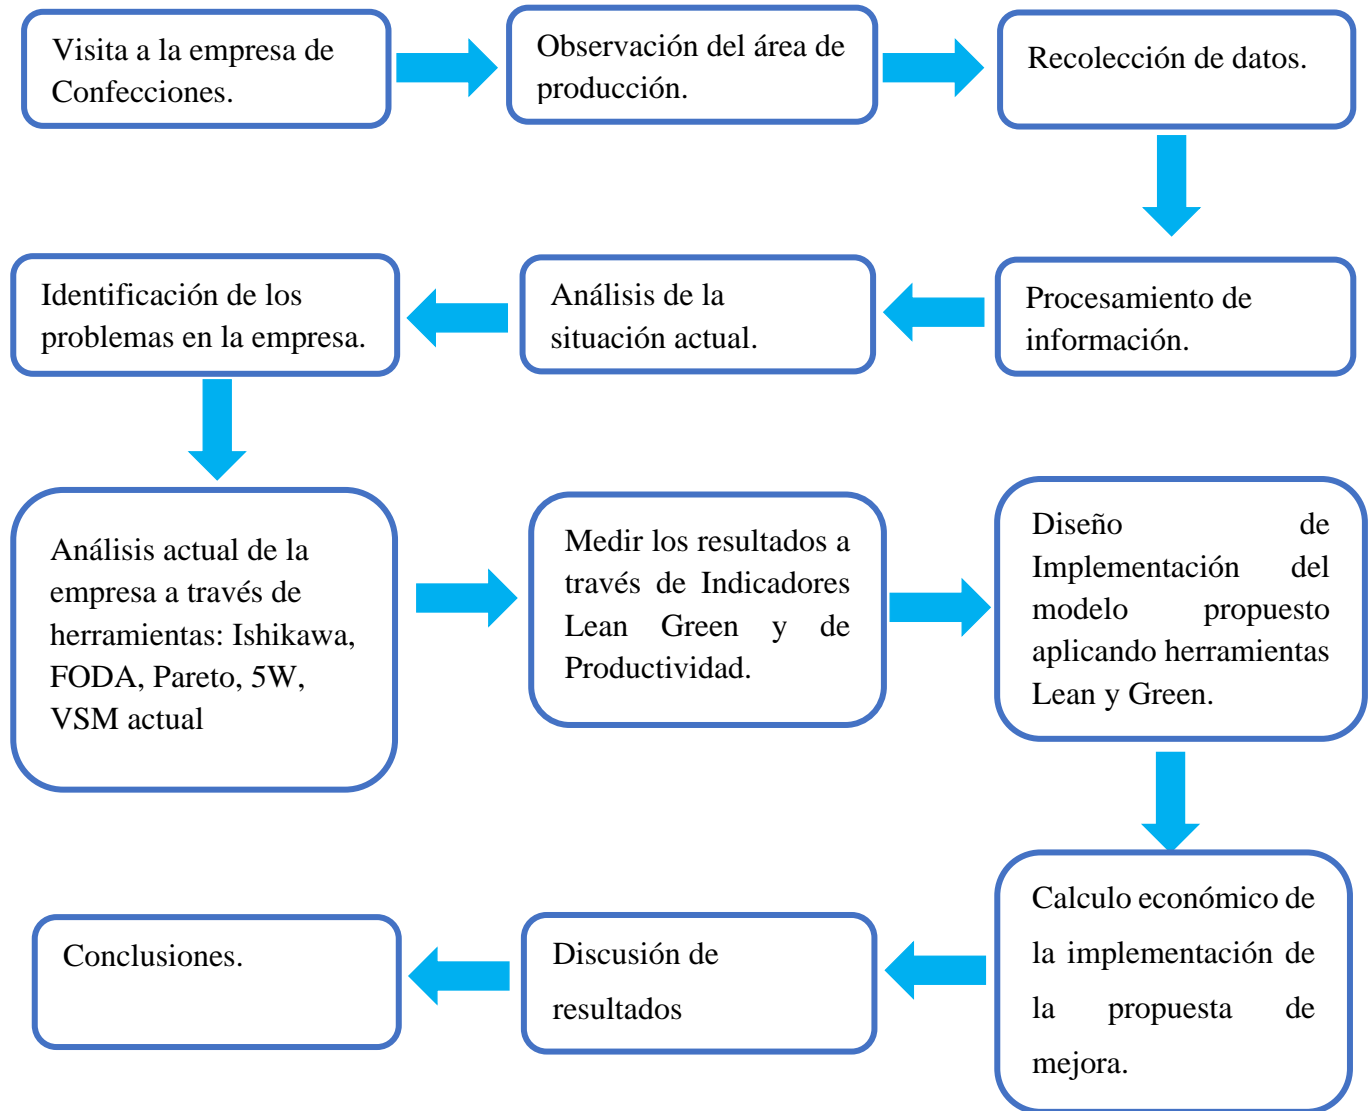 Visita a la empresa de
Confecciones.
Observación del área de
producción.
Recolección de datos.
Procesamiento de
información.
Análisis de la
situación actual.
Identificación de los
problemas en la empresa.
Análisis actual de la
empresa a través de
herramientas: Ishikawa,
FODA, Pareto, 5W,
VSM actual
Medir los resultados a
través de Indicadores
Lean Green y de
Productividad.
Diseño de
Implementación del
modelo propuesto
aplicando herramientas
Lean y Green.
Calculo económico de
la implementación de
la propuesta de
mejora.
Discusión de
resultados
Conclusiones.